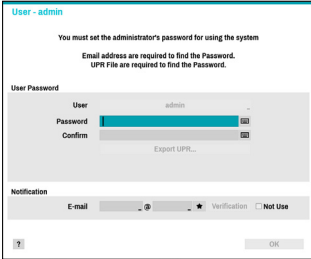 User - admin
You must set the administrator's password for using the system
Email address are required to find the Password.
UPR File are required to find the Password.
User Password
User admin
Password
Confirm
Export UPR...
Notification
E-mail @ ★ Verification Not Use
? OK